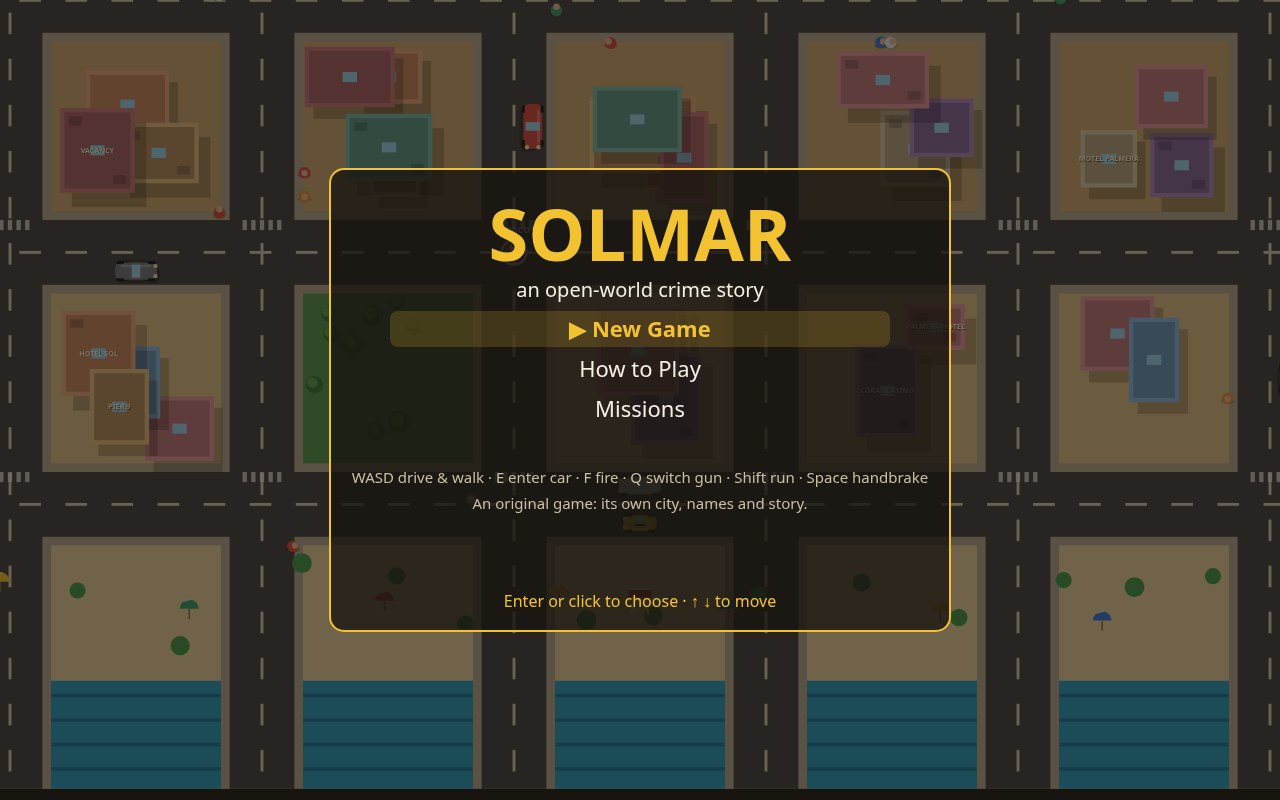 VACANCY
MOTEL PALMERA
SOLMAR
an open-world crime story
▶ New Game
HOTEL SOL
How to Play
PIER 9
Missions
WASD drive & walk · E enter car · F fire · Q switch gun · Shift run · Space handbrake
An original game: its own city, names and story.
Enter or click to choose · ↑ ↓ to move